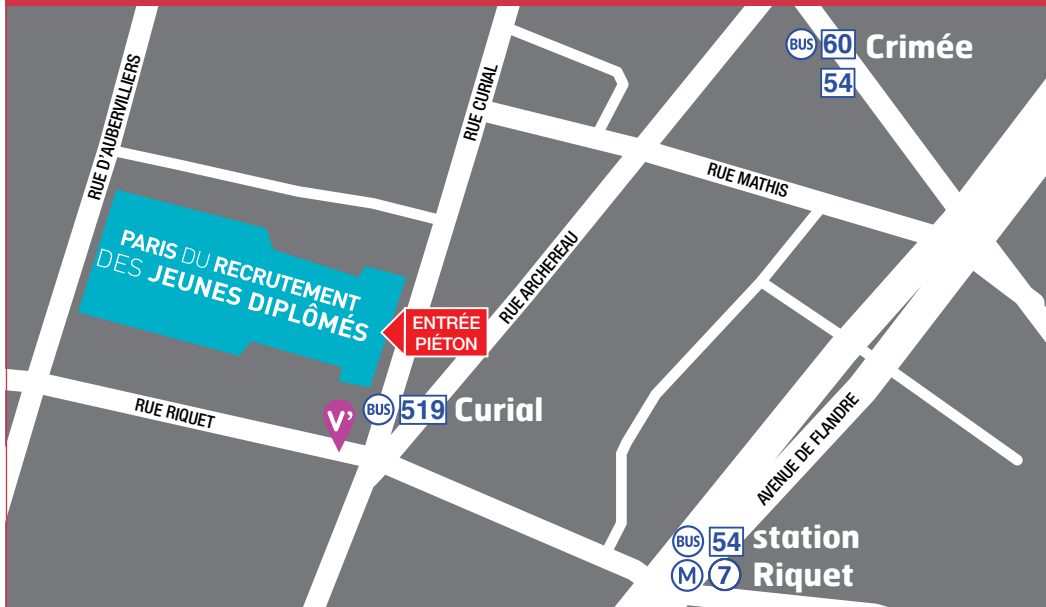 BUS 60 Crimée
54
RUE D'AUBERVILLIERS
RUE CURIAL
RUE MATHIS
PARIS DU RECRUTEMENT
DES JEUNES DIPLÔMÉS
RUE ARCHEREAU
ENTRÉE
PIÉTON
RUE RIQUET
V'
BUS 519 Curial
AVENUE DE FLANDRE
BUS 54 station
M 7 Riquet